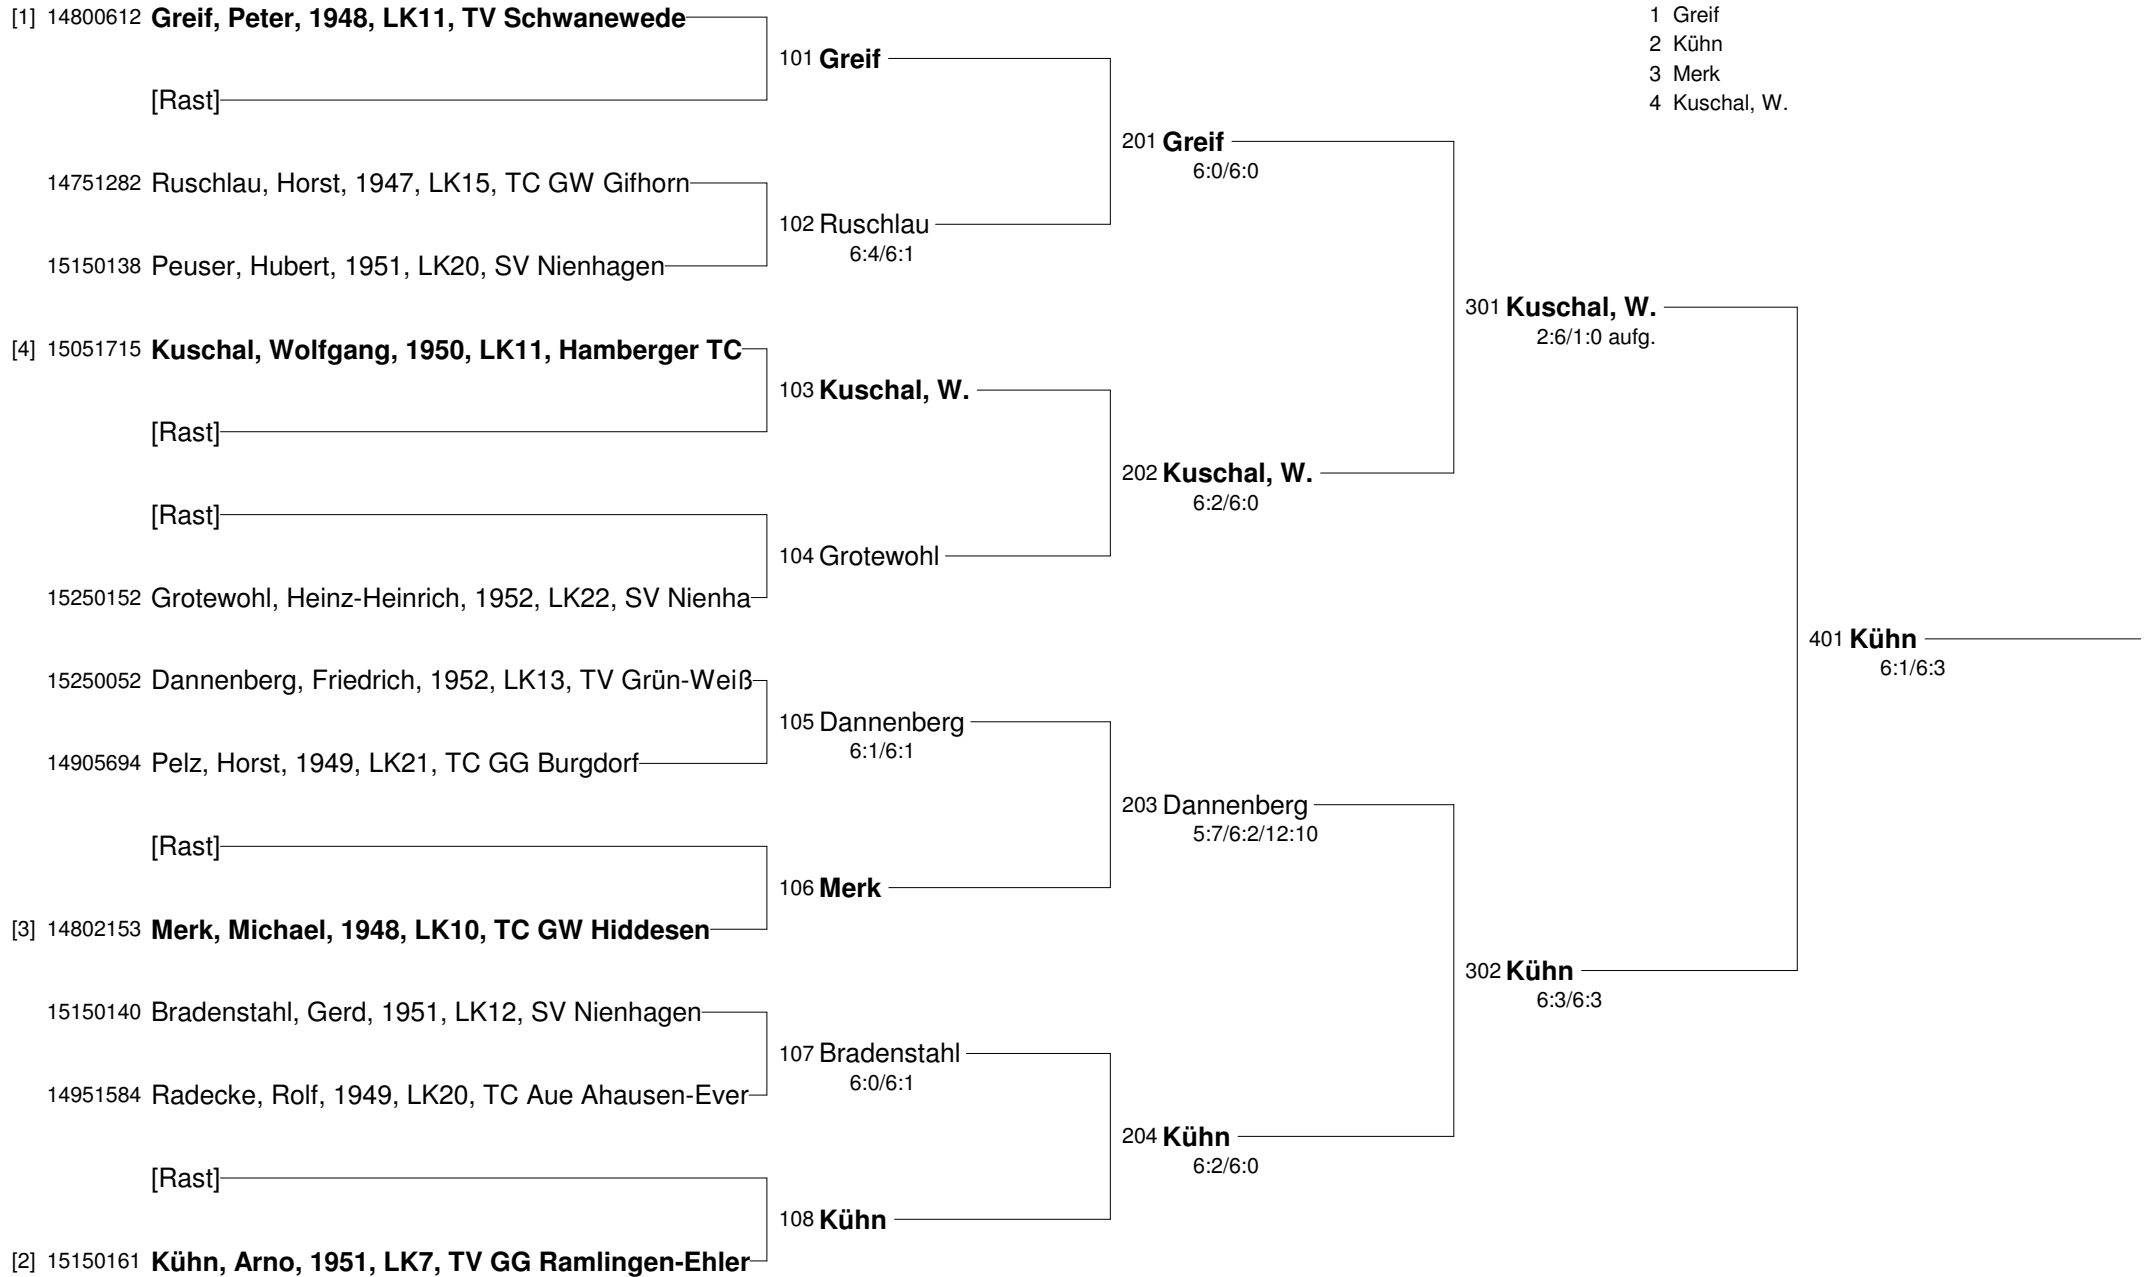 [1] 14800612 Greif, Peter, 1948, LK11, TV Schwanewede
[Rast]
14751282 Ruschlau, Horst, 1947, LK15, TC GW Gifhorn
15150138 Peuser, Hubert, 1951, LK20, SV Nienhagen
[4] 15051715 Kuschal, Wolfgang, 1950, LK11, Hamberger TC
[Rast]
[Rast]
15250152 Grotewohl, Heinz-Heinrich, 1952, LK22, SV Nienha
15250052 Dannenberg, Friedrich, 1952, LK13, TV Grün-Weiß
14905694 Pelz, Horst, 1949, LK21, TC GG Burgdorf
[Rast]
[3] 14802153 Merk, Michael, 1948, LK10, TC GW Hiddesen
15150140 Bradenstahl, Gerd, 1951, LK12, SV Nienhagen
14951584 Radecke, Rolf, 1949, LK20, TC Aue Ahausen-Ever
[Rast]
[2] 15150161 Kühn, Arno, 1951, LK7, TV GG Ramlingen-Ehler
101 Greif
102 Ruschlau
6:4/6:1
103 Kuschal, W.
104 Grotewohl
105 Dannenberg
6:1/6:1
106 Merk
107 Bradenstahl
6:0/6:1
108 Kühn
201 Greif
6:0/6:0
202 Kuschal, W.
6:2/6:0
203 Dannenberg
5:7/6:2/12:10
204 Kühn
6:2/6:0
301 Kuschal, W.
2:6/1:0 aufg.
302 Kühn
6:3/6:3
401 Kühn
6:1/6:3
1 Greif
2 Kühn
3 Merk
4 Kuschal, W.